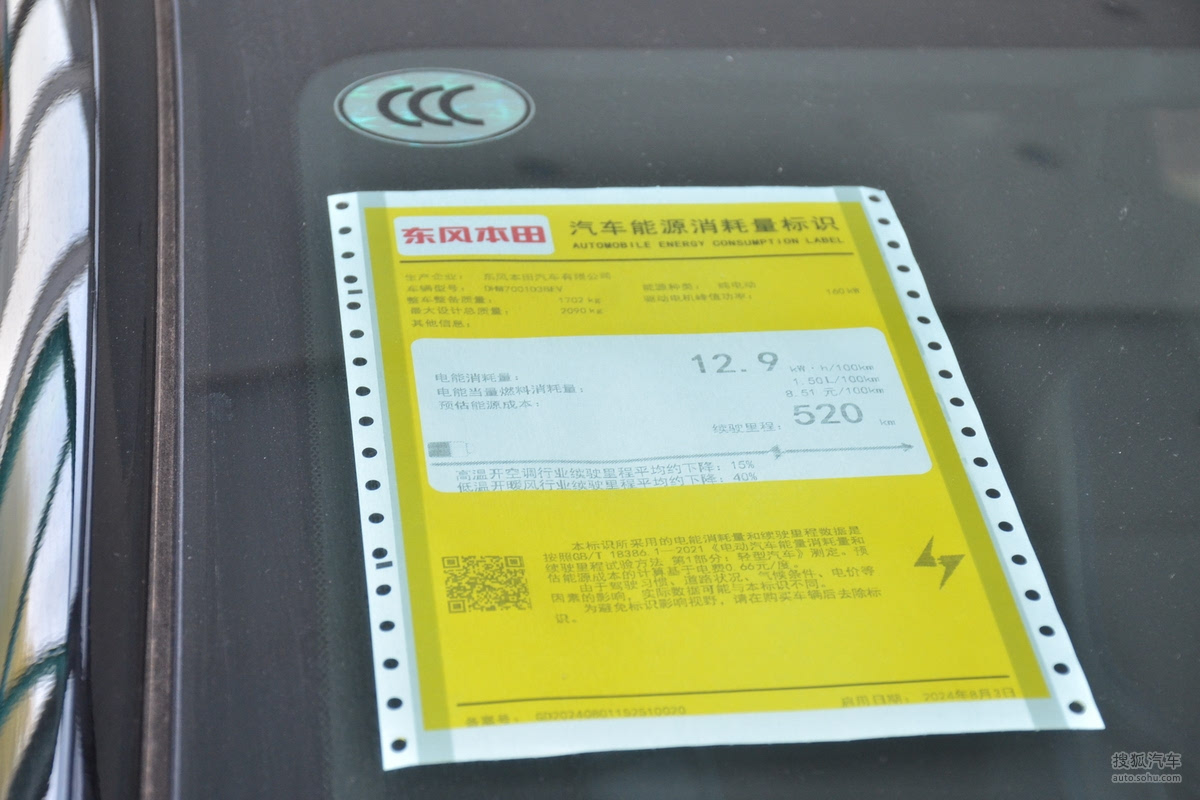 CCC
东风本田
汽车能源消耗量标识
AUTOMOBILE ENERGY CONSUMPTION LABEL
生产企业: 东风本田汽车有限公司
车辆型号:
能源种类: 纯电动
整车整备质量: 1702 kg
驱动电机峰值功率: 160 kW
最大设计总质量: 2090 kg
其他信息:
电能消耗量: 12.9 kW·h/100km
电能当量燃料消耗量: 1.50L/100km
预估能源成本: 8.51 元/100km
续驶里程: 520 km
高温开空调行业续驶里程平均约下降: 15%
低温开暖风行业续驶里程平均约下降: 40%
本标识所采用的电能消耗量和续驶里程数据是
按照GB/T 18386.1—2021《电动汽车能量消耗量和
续驶里程试验方法 第1部分: 轻型汽车》测定。预
估能源成本的计算基于电费0.66元/度。
由于驾驶习惯、道路状况、气候条件、电价等
因素的影响, 实际数据可能与本标识不同。
为避免标识影响视野, 请在购买车辆后去除标
识。
备案号: GD20240801152510020
启用日期: 2024年8月3日
搜狐汽车
auto.sohu.com